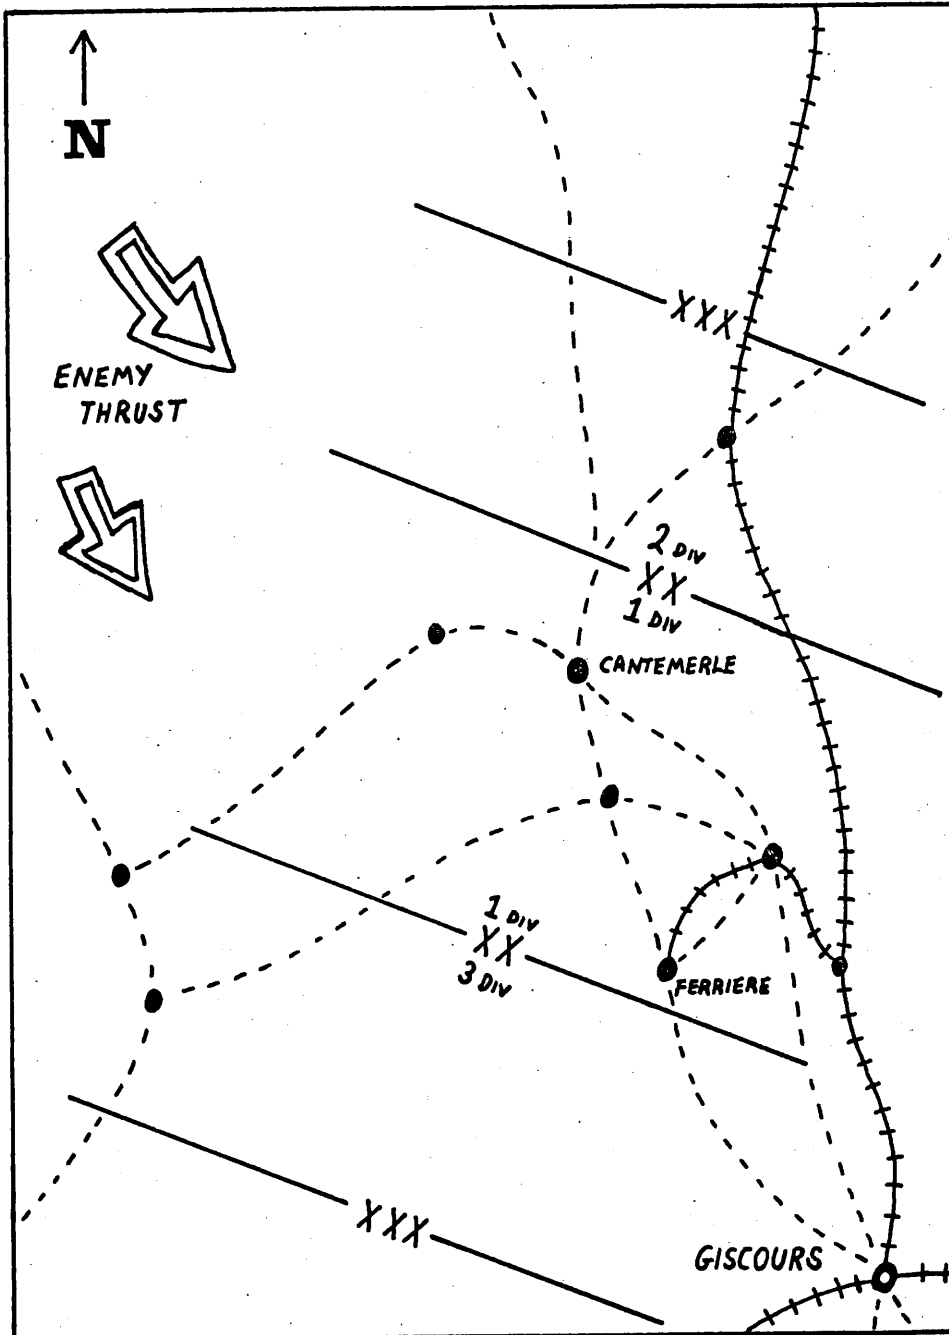 N
ENEMY
THRUST
XXX
2 DIV
XX
1 DIV
CANTEMERLE
1 DIV
XX
3 DIV
FERRIERE
XXX
GISCOURS